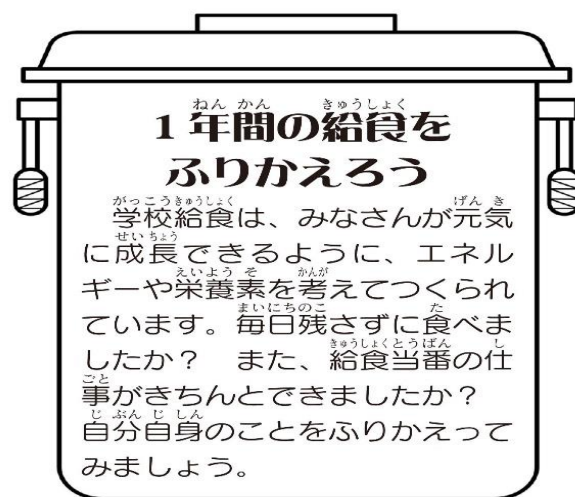 1年間の給食を
ふりかえろう
学校給食は、みなさんが元気
に成長できるように、エネル
ギーや栄養素を考えてつくられ
ています。毎日残さずに食べま
したか？　また、給食当番の仕
事がきちんとできましたか？
自分自身のことをふりかえって
みましょう。